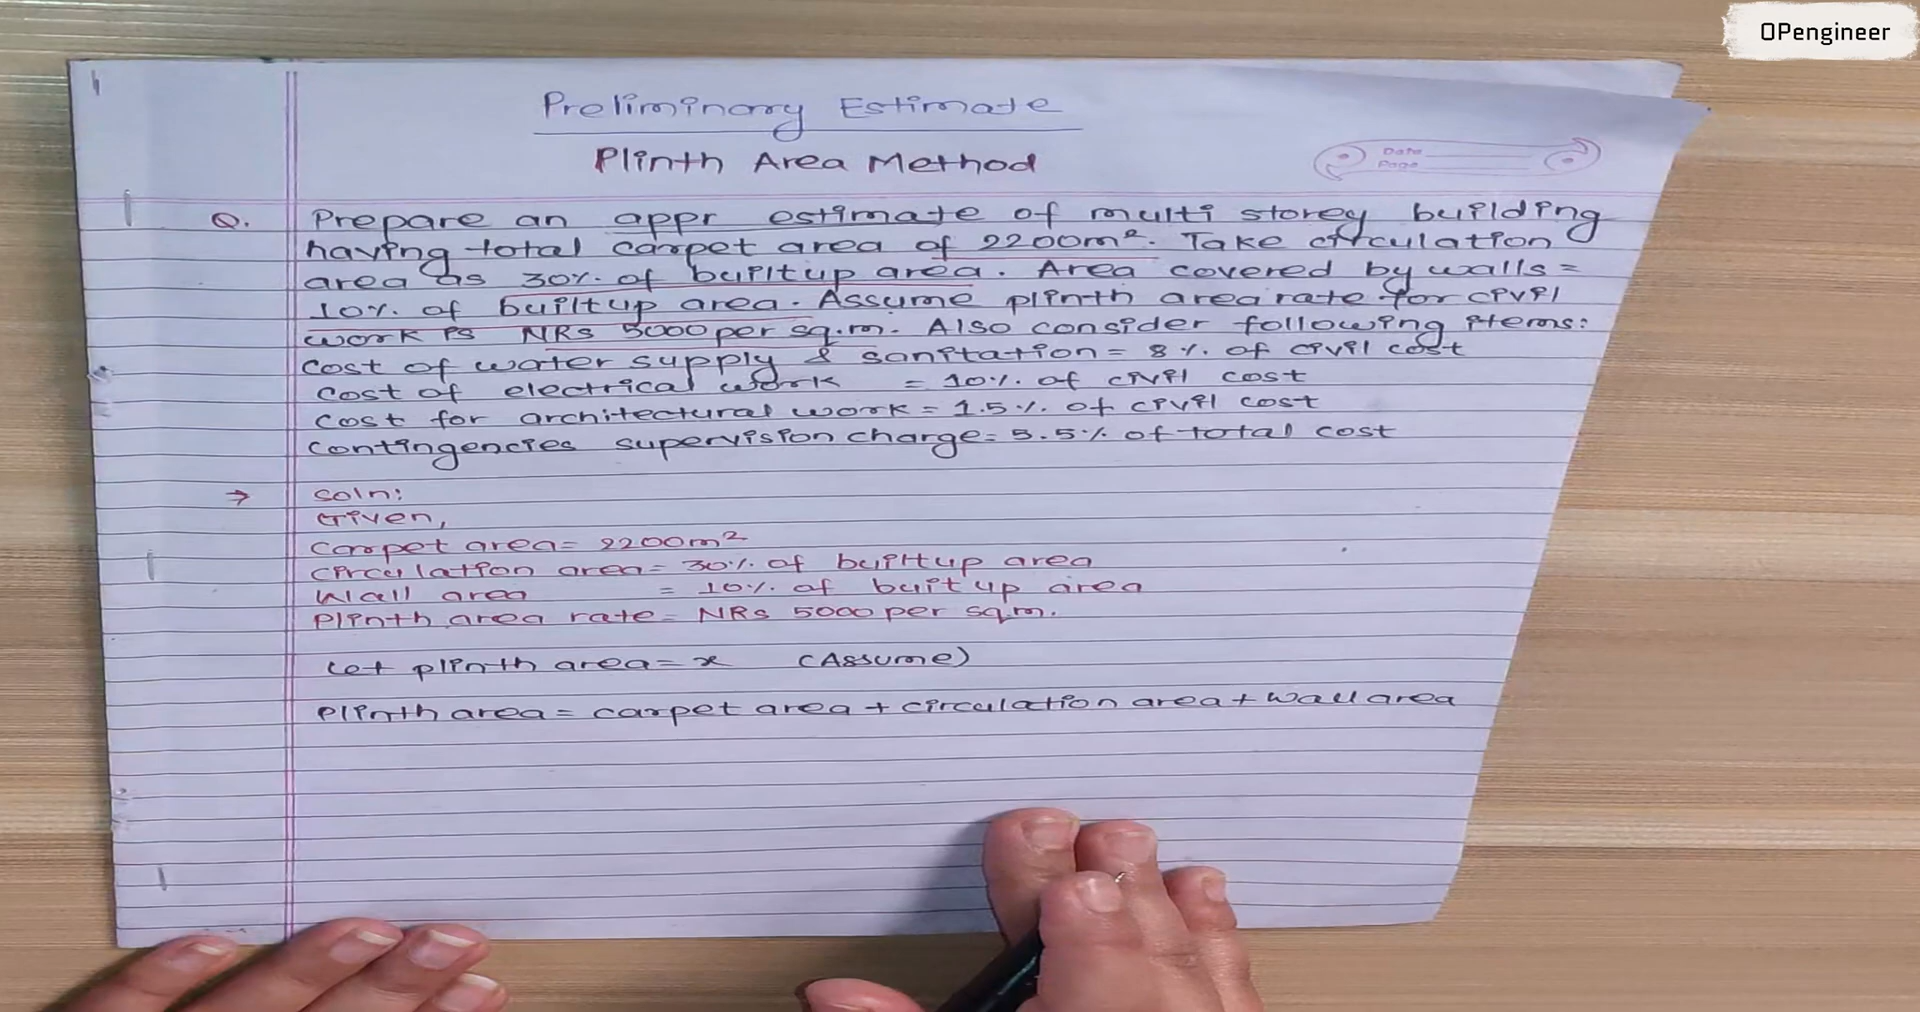 OPengineer
Preliminary Estimate
Plinth Area Method
Date
Page
Q. Prepare an appr estimate of multi storey building
having total carpet area of 2200m². Take circulation
area as 30% of builtup area. Area covered by walls =
10% of builtup area. Assume plinth area rate for civil
work is NRs 5000 per sq.m. Also consider following items:
Cost of water supply & sanitation = 8% of civil cost
Cost of electrical work = 10% of civil cost
Cost for architectural work = 1.5% of civil cost
Contingencies supervision charge = 5.5% of total cost
→ Soln:
Given,
Carpet area = 2200m²
Circulation area = 30% of builtup area
Wall area = 10% of buitup area
Plinth area rate = NRs 5000 per sq.m.
Let plinth area = x (Assume)
Plinth area = carpet area + circulation area + wall area